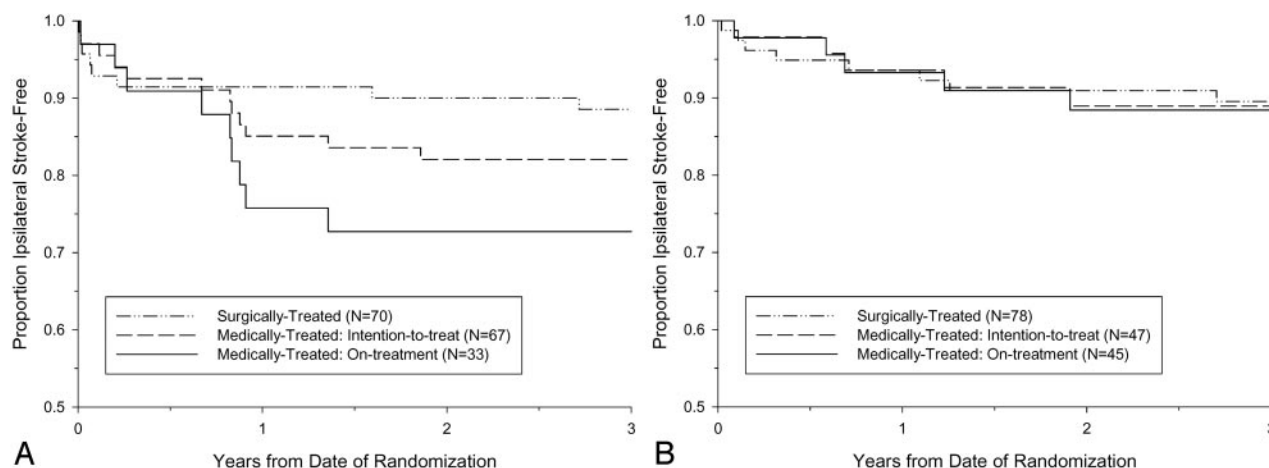 1.0
0.9
0.8
0.7
0.6
0.5
Proportion Ipsilateral Stroke-Free
Surgically-Treated (N=70)
Medically-Treated: Intention-to-treat (N=67)
Medically-Treated: On-treatment (N=33)
0 1 2 3
Years from Date of Randomization
A
1.0
0.9
0.8
0.7
0.6
0.5
Proportion Ipsilateral Stroke-Free
Surgically-Treated (N=78)
Medically-Treated: Intention-to-treat (N=47)
Medically-Treated: On-treatment (N=45)
0 1 2 3
Years from Date of Randomization
B